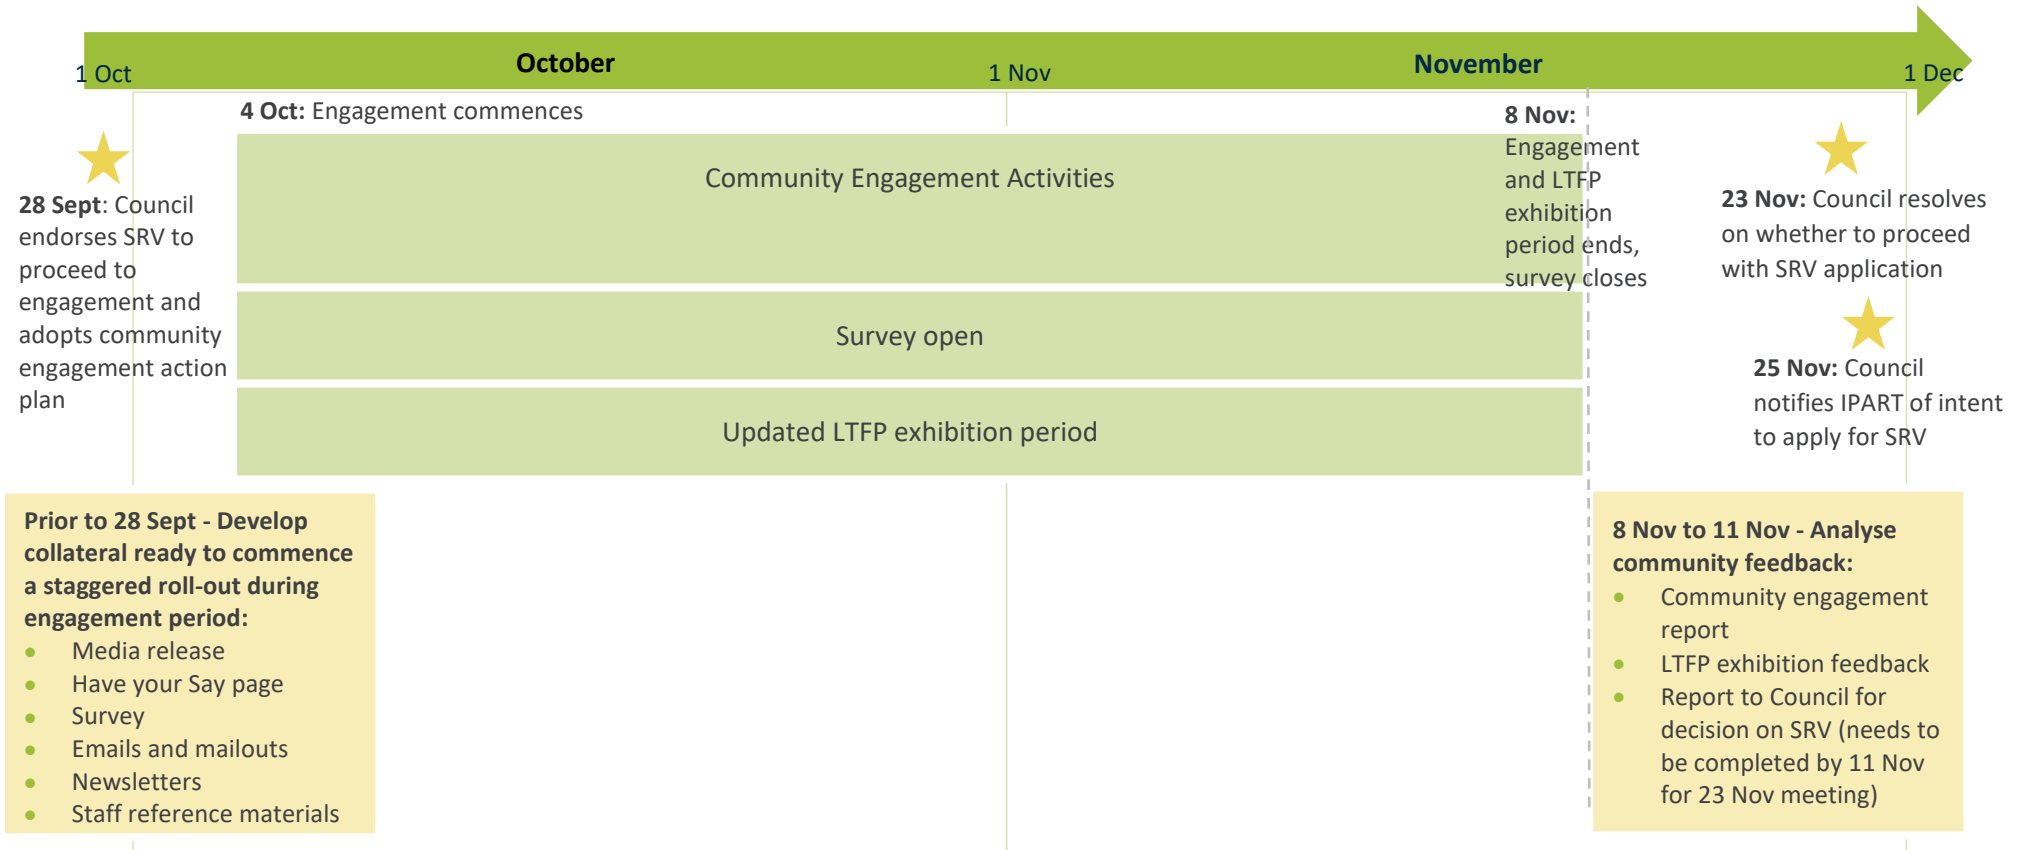 October
November
1 Oct
1 Nov
1 Dec
4 Oct: Engagement commences
Community Engagement Activities
Survey open
Updated LTFP exhibition period
28 Sept: Council
endorses SRV to
proceed to
engagement and
adopts community
engagement action
plan
8 Nov:
Engagement
and LTFP
exhibition
period ends,
survey closes
23 Nov: Council resolves
on whether to proceed
with SRV application
25 Nov: Council
notifies IPART of intent
to apply for SRV
Prior to 28 Sept - Develop
collateral ready to commence
a staggered roll-out during
engagement period:
• Media release
• Have your Say page
• Survey
• Emails and mailouts
• Newsletters
• Staff reference materials
8 Nov to 11 Nov - Analyse
community feedback:
• Community engagement
report
• LTFP exhibition feedback
• Report to Council for
decision on SRV (needs to
be completed by 11 Nov
for 23 Nov meeting)